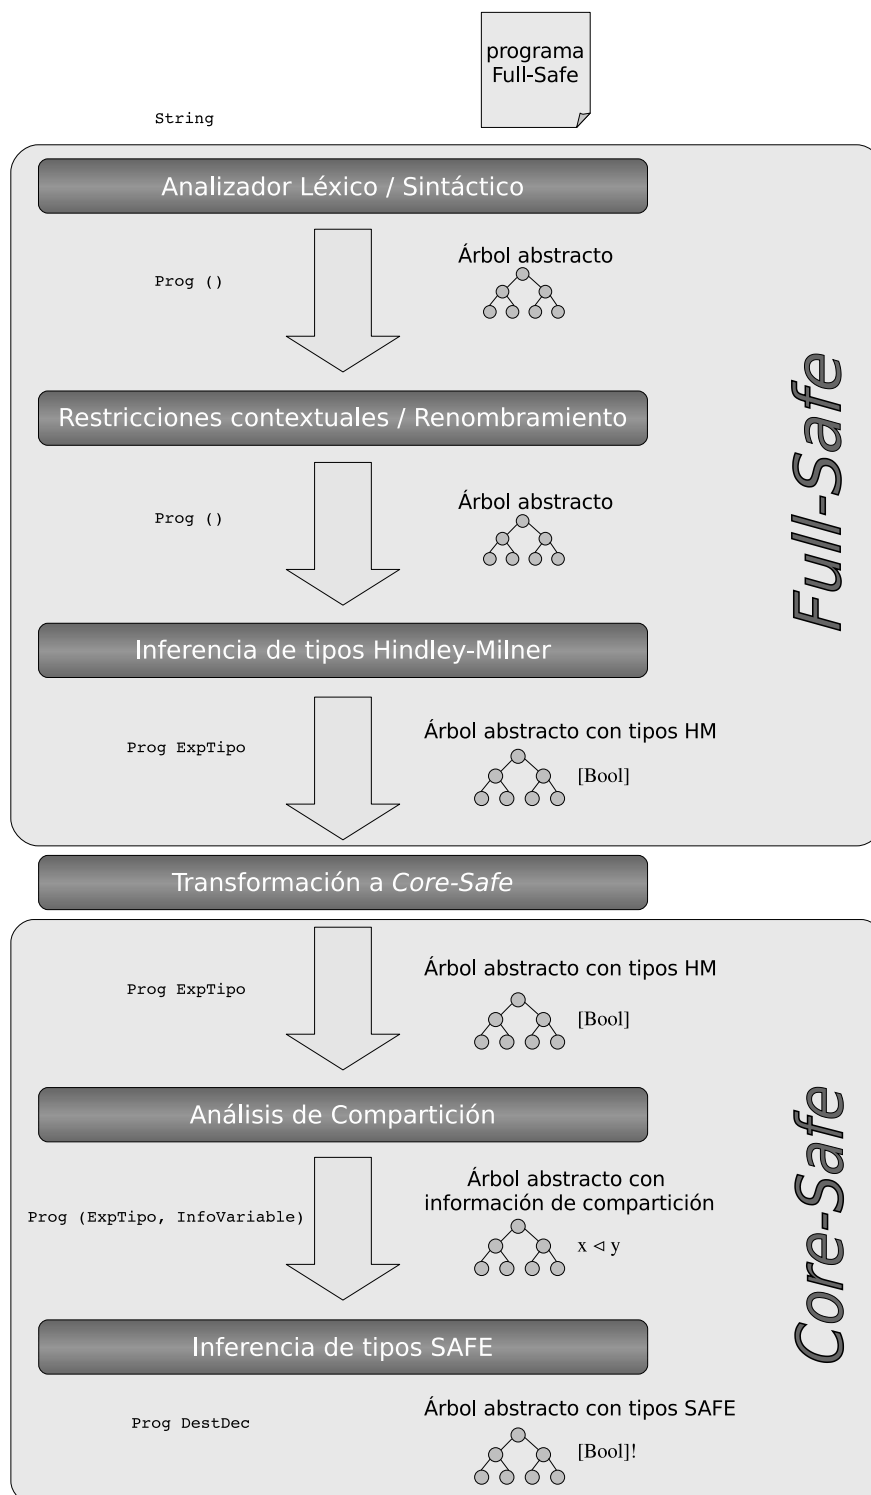 programa
Full-Safe
String
Analizador Léxico / Sintáctico
Árbol abstracto
Prog ()
Restricciones contextuales / Renombramiento
Árbol abstracto
Prog ()
Full-Safe
Inferencia de tipos Hindley-Milner
Árbol abstracto con tipos HM
Prog ExpTipo
[Bool]
Transformación a Core-Safe
Árbol abstracto con tipos HM
Prog ExpTipo
[Bool]
Análisis de Compartición
Árbol abstracto con
información de compartición
Prog (ExpTipo, InfoVariable)
x ⊲ y
Core-Safe
Inferencia de tipos SAFE
Árbol abstracto con tipos SAFE
Prog DestDec
[Bool]!